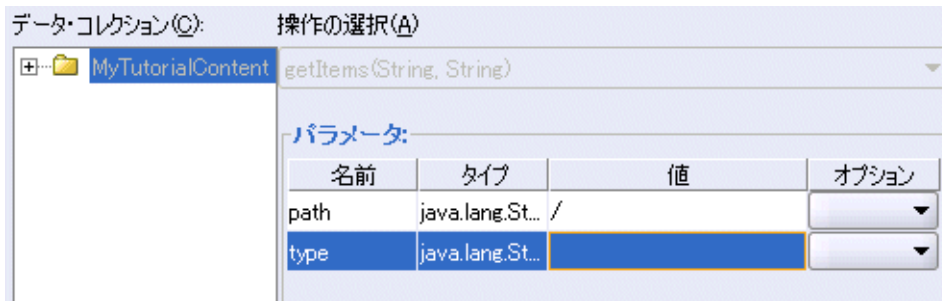 データ・コレクション(C): 操作の選択(A)
MyTutorialContent getItems(String, String)
パラメータ:
名前 タイプ 値 オプション
path java.lang.St... /
type java.lang.St...